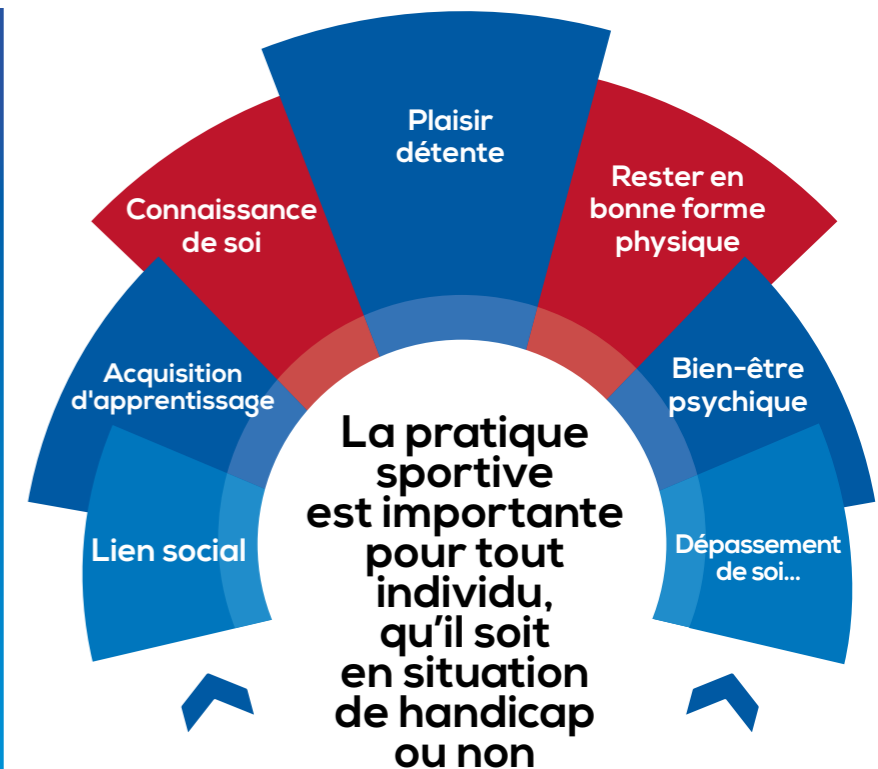 Plaisir
détente
Connaissance
de soi
Rester en
bonne forme
physique
Acquisition
d'apprentissage
Bien-être
psychique
Lien social
Dépassement
de soi...
La pratique
sportive
est importante
pour tout
individu,
qu'il soit
en situation
de handicap
ou non